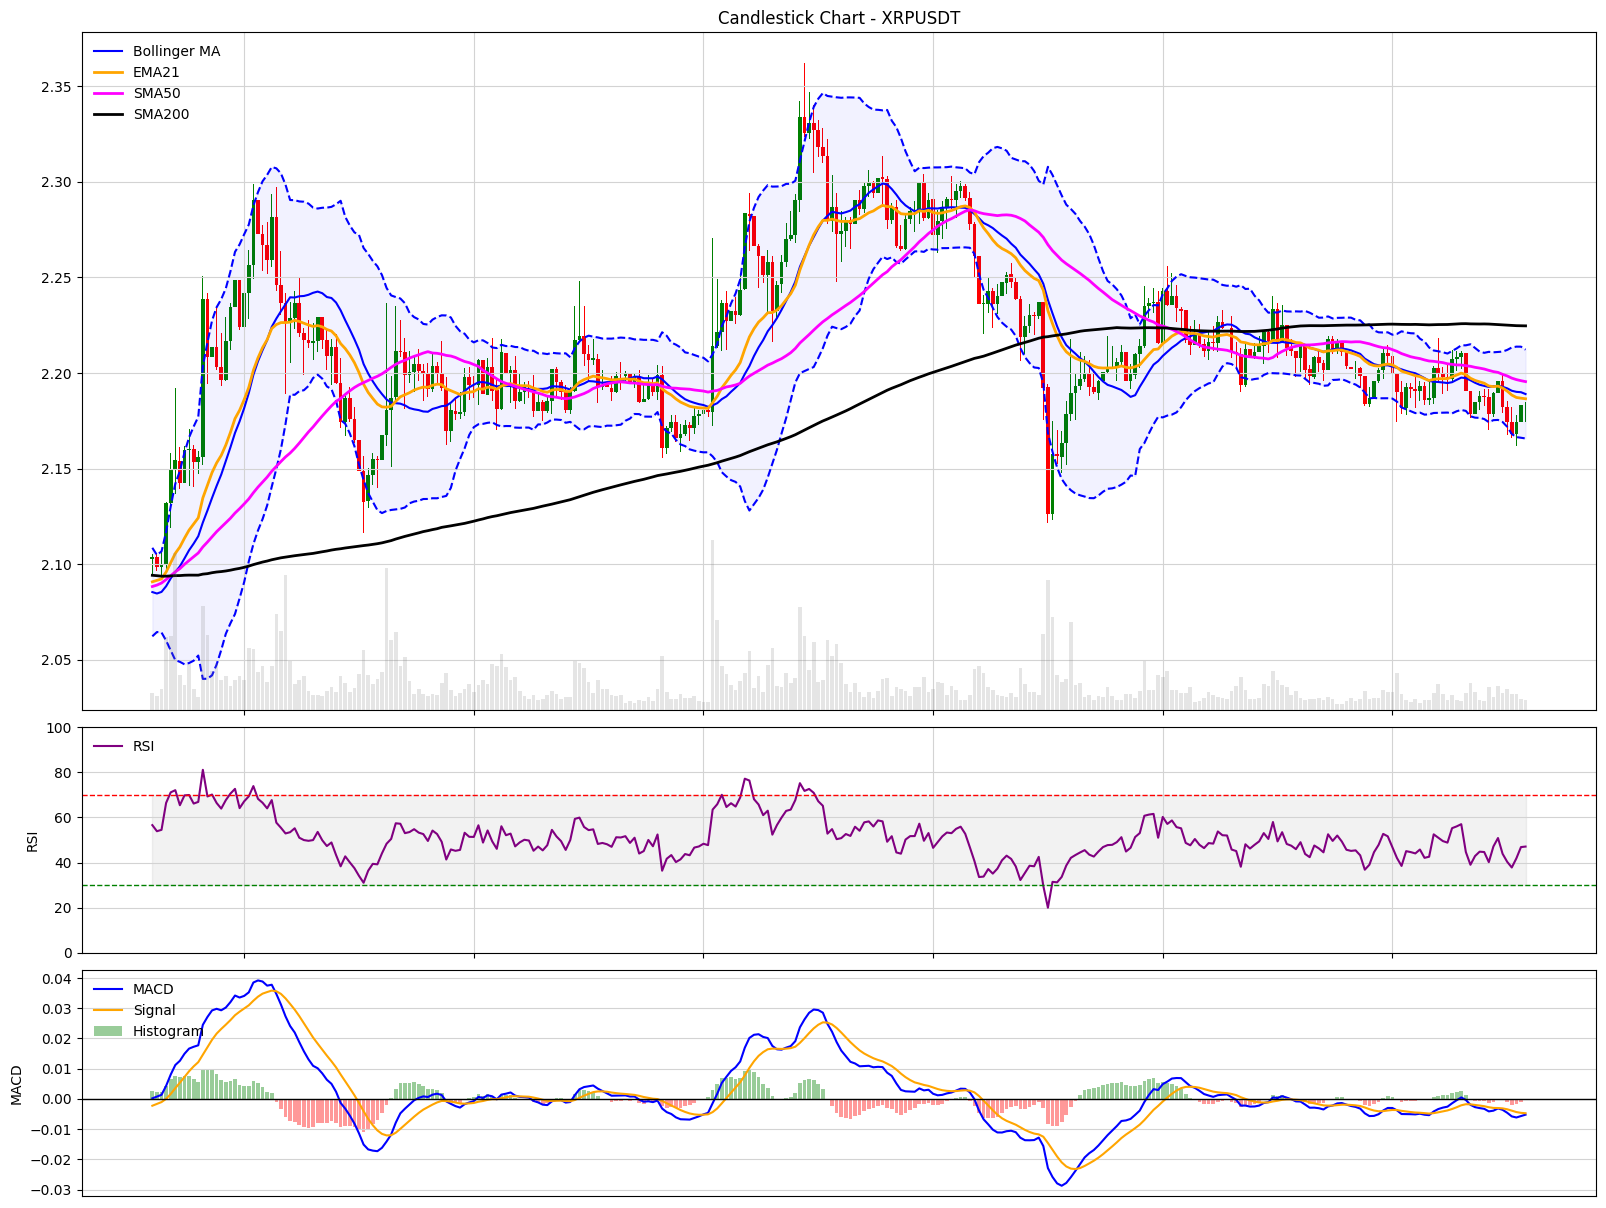 Candlestick Chart - XRPUSDT
Bollinger MA
EMA21
SMA50
SMA200
2.35
2.30
2.25
2.20
2.15
2.10
2.05
RSI
100
80
60
40
20
0
RSI
MACD
Signal
Histogram
0.04
0.03
0.02
0.01
0.00
−0.01
−0.02
−0.03
MACD